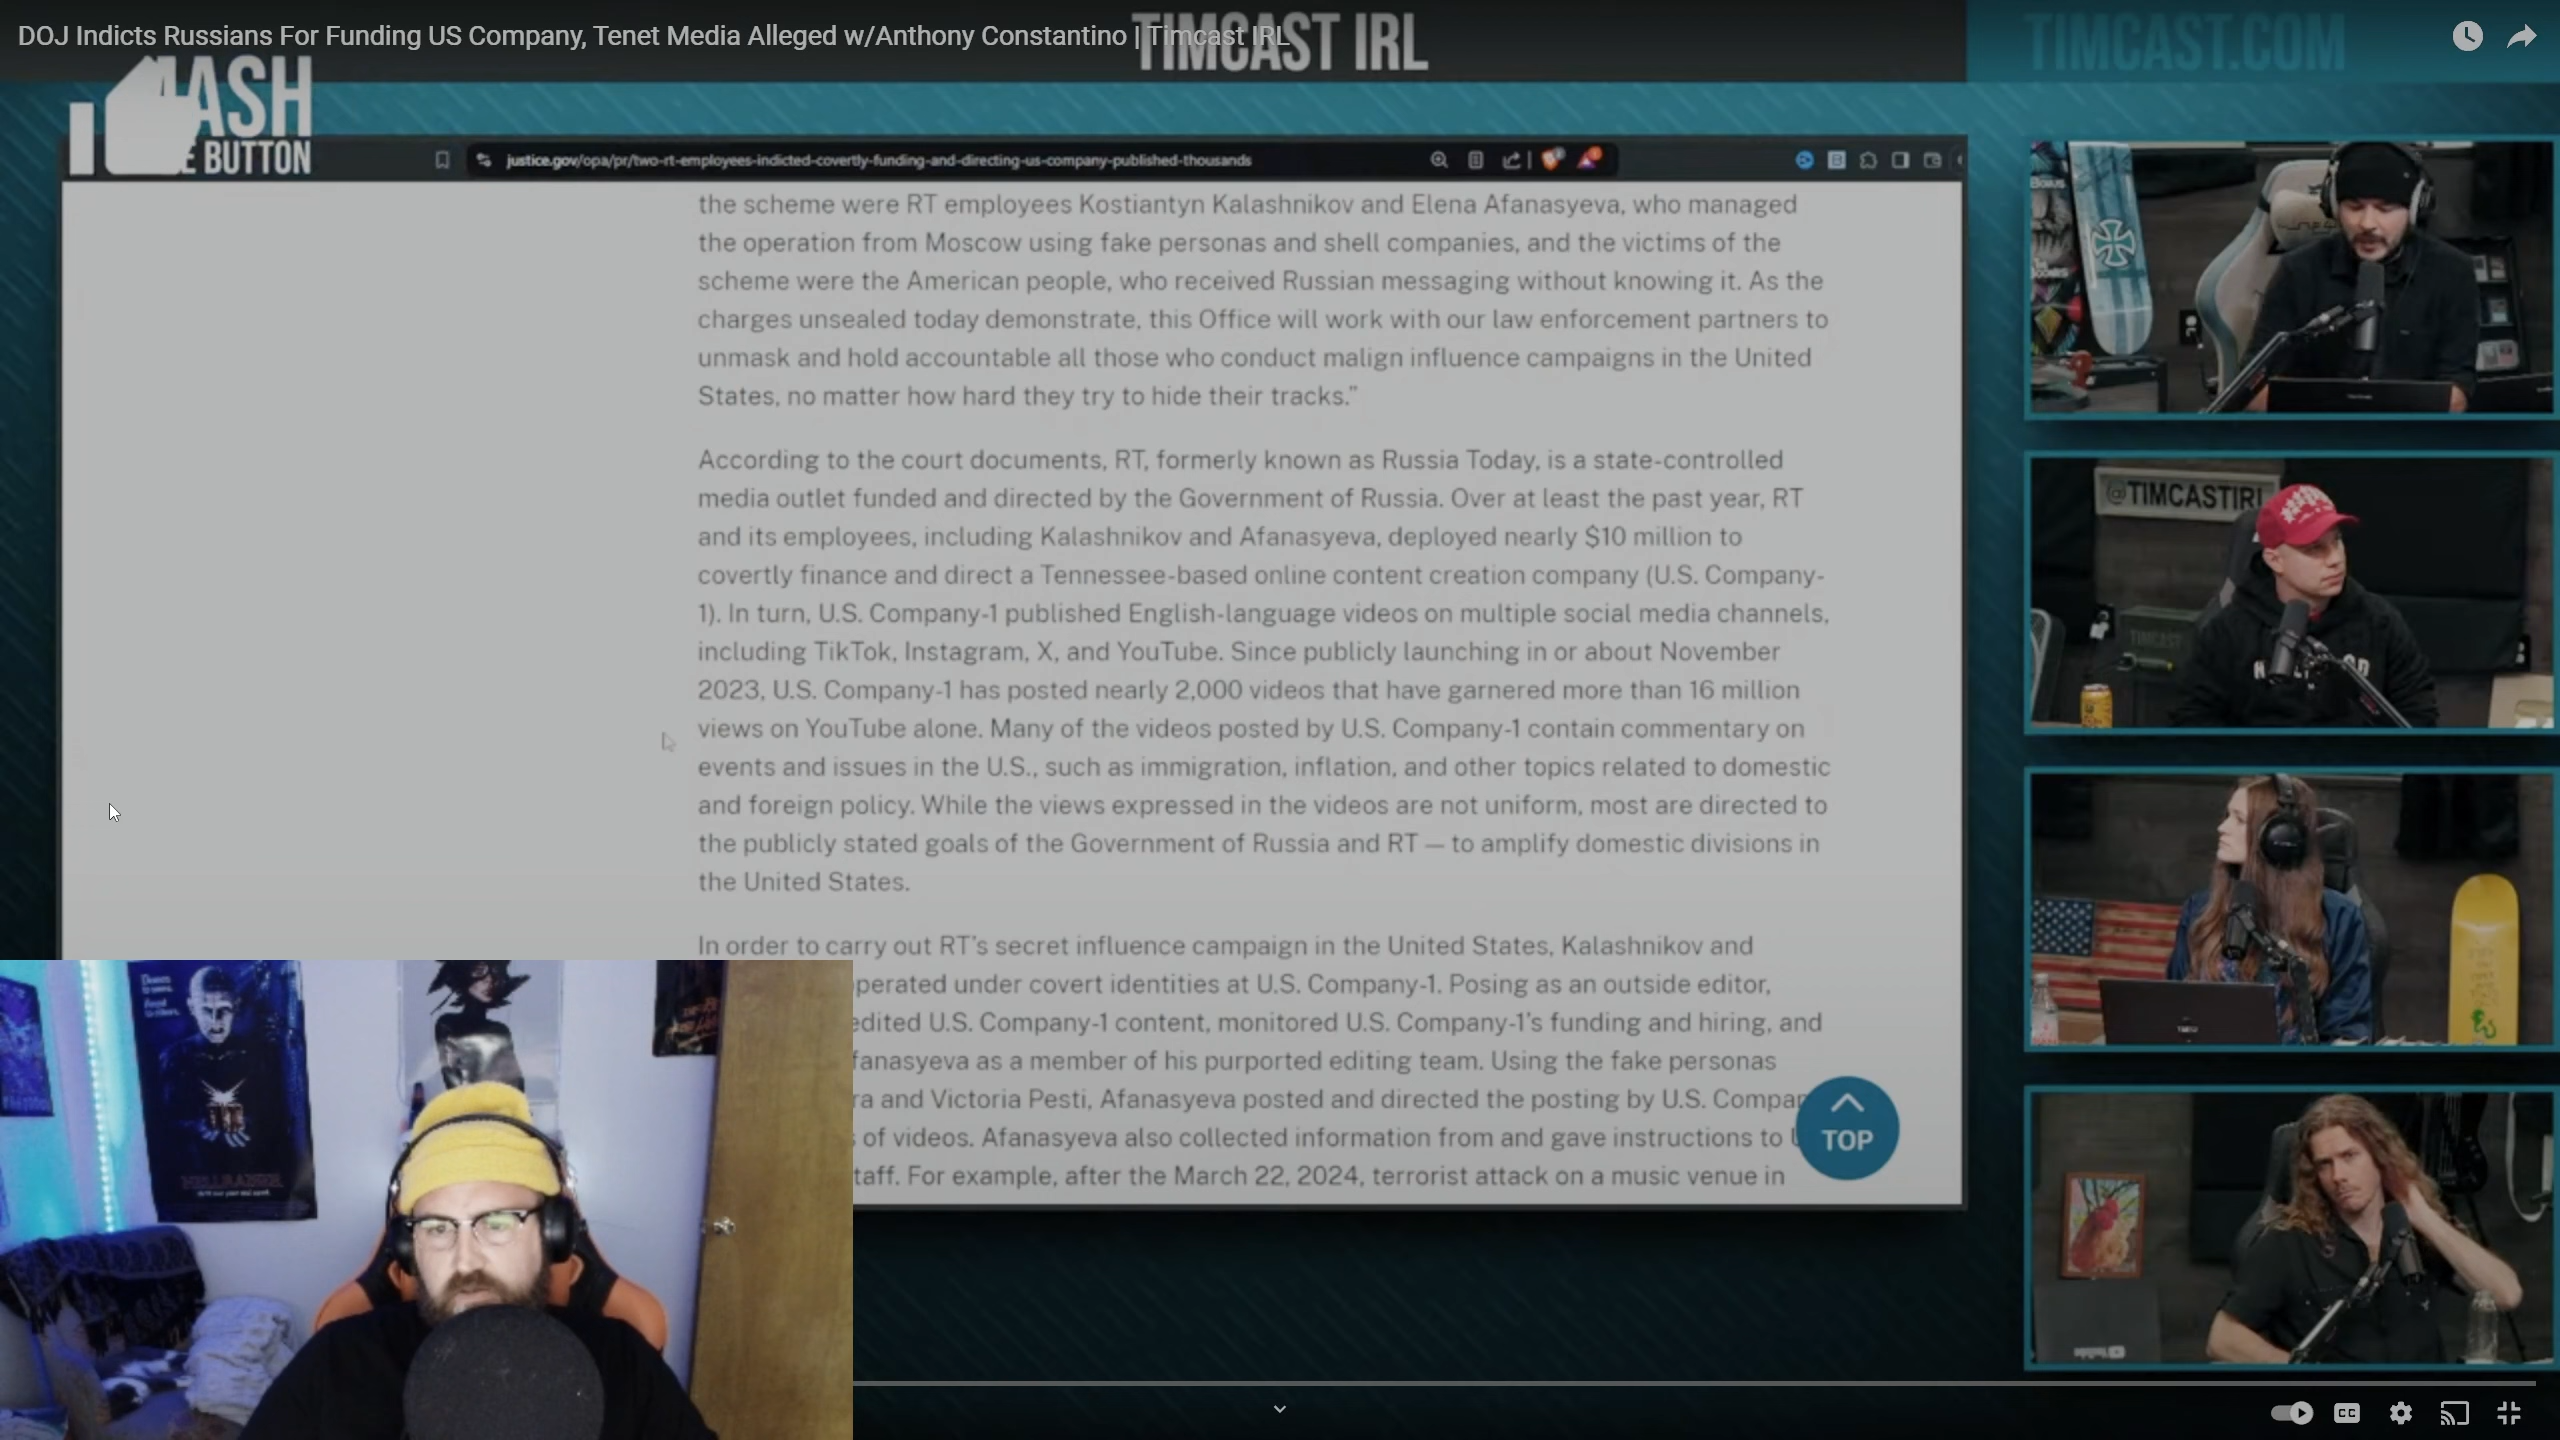 DOJ Indicts Russians For Funding US Company, Tenet Media Alleged w/Anthony Constantino | Timcast IRL
TIMCAST IRL
TIMCAST.COM
ASH
E BUTTON
justice.gov/opa/pr/two-rt-employees-indicted-covertly-funding-and-directing-us-company-published-thousands
the scheme were RT employees Kostiantyn Kalashnikov and Elena Afanasyeva, who managed
the operation from Moscow using fake personas and shell companies, and the victims of the
scheme were the American people, who received Russian messaging without knowing it. As the
charges unsealed today demonstrate, this Office will work with our law enforcement partners to
unmask and hold accountable all those who conduct malign influence campaigns in the United
States, no matter how hard they try to hide their tracks.”
According to the court documents, RT, formerly known as Russia Today, is a state-controlled
media outlet funded and directed by the Government of Russia. Over at least the past year, RT
and its employees, including Kalashnikov and Afanasyeva, deployed nearly $10 million to
covertly finance and direct a Tennessee-based online content creation company (U.S. Company-
1). In turn, U.S. Company-1 published English-language videos on multiple social media channels,
including TikTok, Instagram, X, and YouTube. Since publicly launching in or about November
2023, U.S. Company-1 has posted nearly 2,000 videos that have garnered more than 16 million
views on YouTube alone. Many of the videos posted by U.S. Company-1 contain commentary on
events and issues in the U.S., such as immigration, inflation, and other topics related to domestic
and foreign policy. While the views expressed in the videos are not uniform, most are directed to
the publicly stated goals of the Government of Russia and RT — to amplify domestic divisions in
the United States.
In order to carry out RT’s secret influence campaign in the United States, Kalashnikov and
perated under covert identities at U.S. Company-1. Posing as an outside editor,
edited U.S. Company-1 content, monitored U.S. Company-1’s funding and hiring, and
fanasyeva as a member of his purported editing team. Using the fake personas
ra and Victoria Pesti, Afanasyeva posted and directed the posting by U.S. Compan
s of videos. Afanasyeva also collected information from and gave instructions to U
taff. For example, after the March 22, 2024, terrorist attack on a music venue in
TOP
@TIMCASTIRL
TIMCAST
HELLRAISER
CC